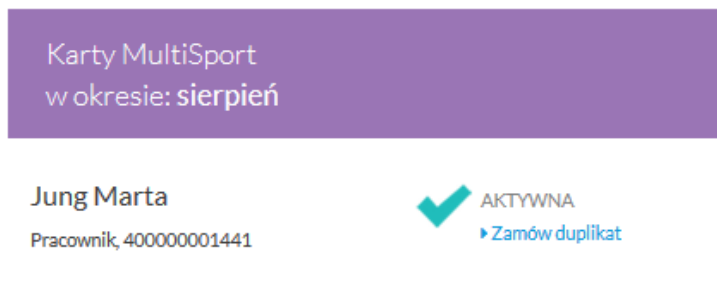 Karty MultiSport
w okresie: sierpień
Jung Marta
Pracownik, 400000001441
AKTYWNA
Zamów duplikat